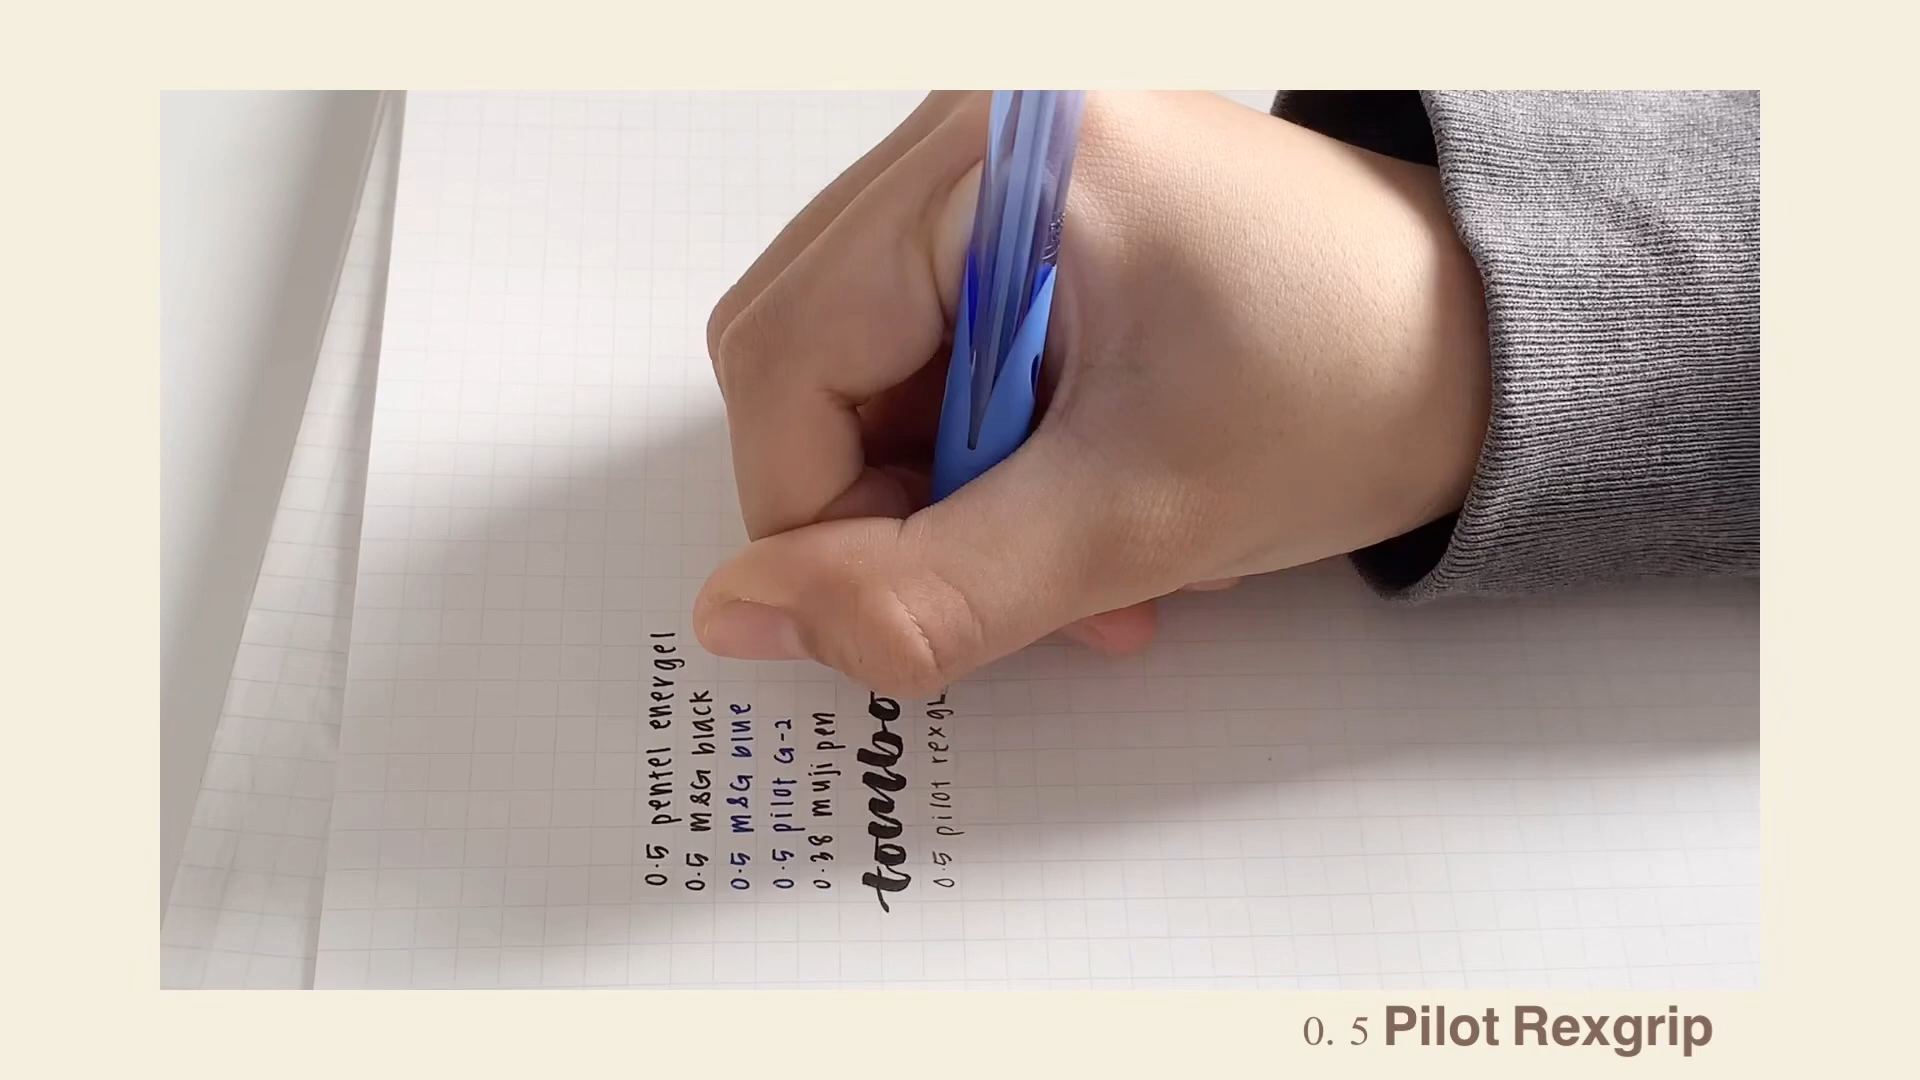 0.5 pentel energel
0.5 M&G black
0.5 M&G blue
0.5 pilot G-2
0.38 muji pen
tombo
0.5 pilot rexg
0. 5 Pilot Rexgrip